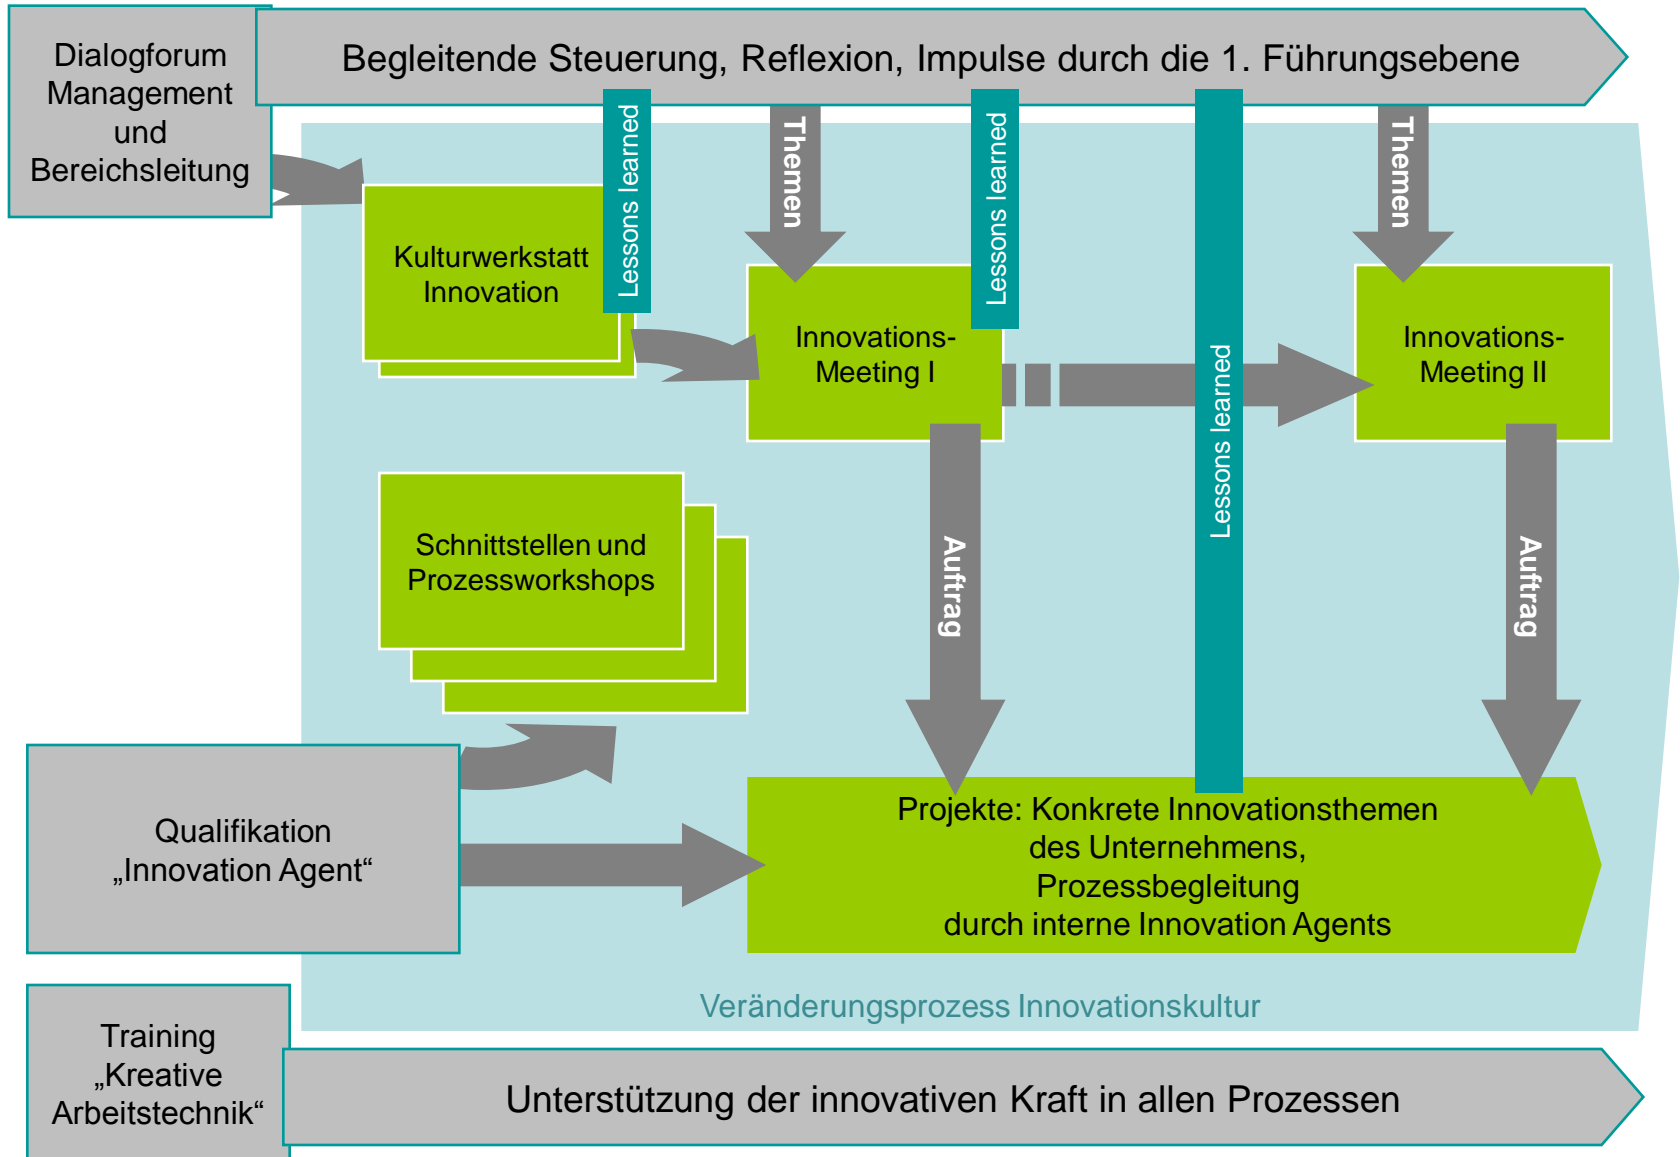 Dialogforum
Management
und
Bereichsleitung
Begleitende Steuerung, Reflexion, Impulse durch die 1. Führungsebene
Lessons learned
Themen
Lessons learned
Lessons learned
Themen
Kulturwerkstatt
Innovation
Innovations-
Meeting I
Innovations-
Meeting II
Schnittstellen und
Prozessworkshops
Auftrag
Auftrag
Qualifikation
„Innovation Agent“
Projekte: Konkrete Innovationsthemen
des Unternehmens,
Prozessbegleitung
durch interne Innovation Agents
Veränderungsprozess Innovationskultur
Training
„Kreative
Arbeitstechnik“
Unterstützung der innovativen Kraft in allen Prozessen